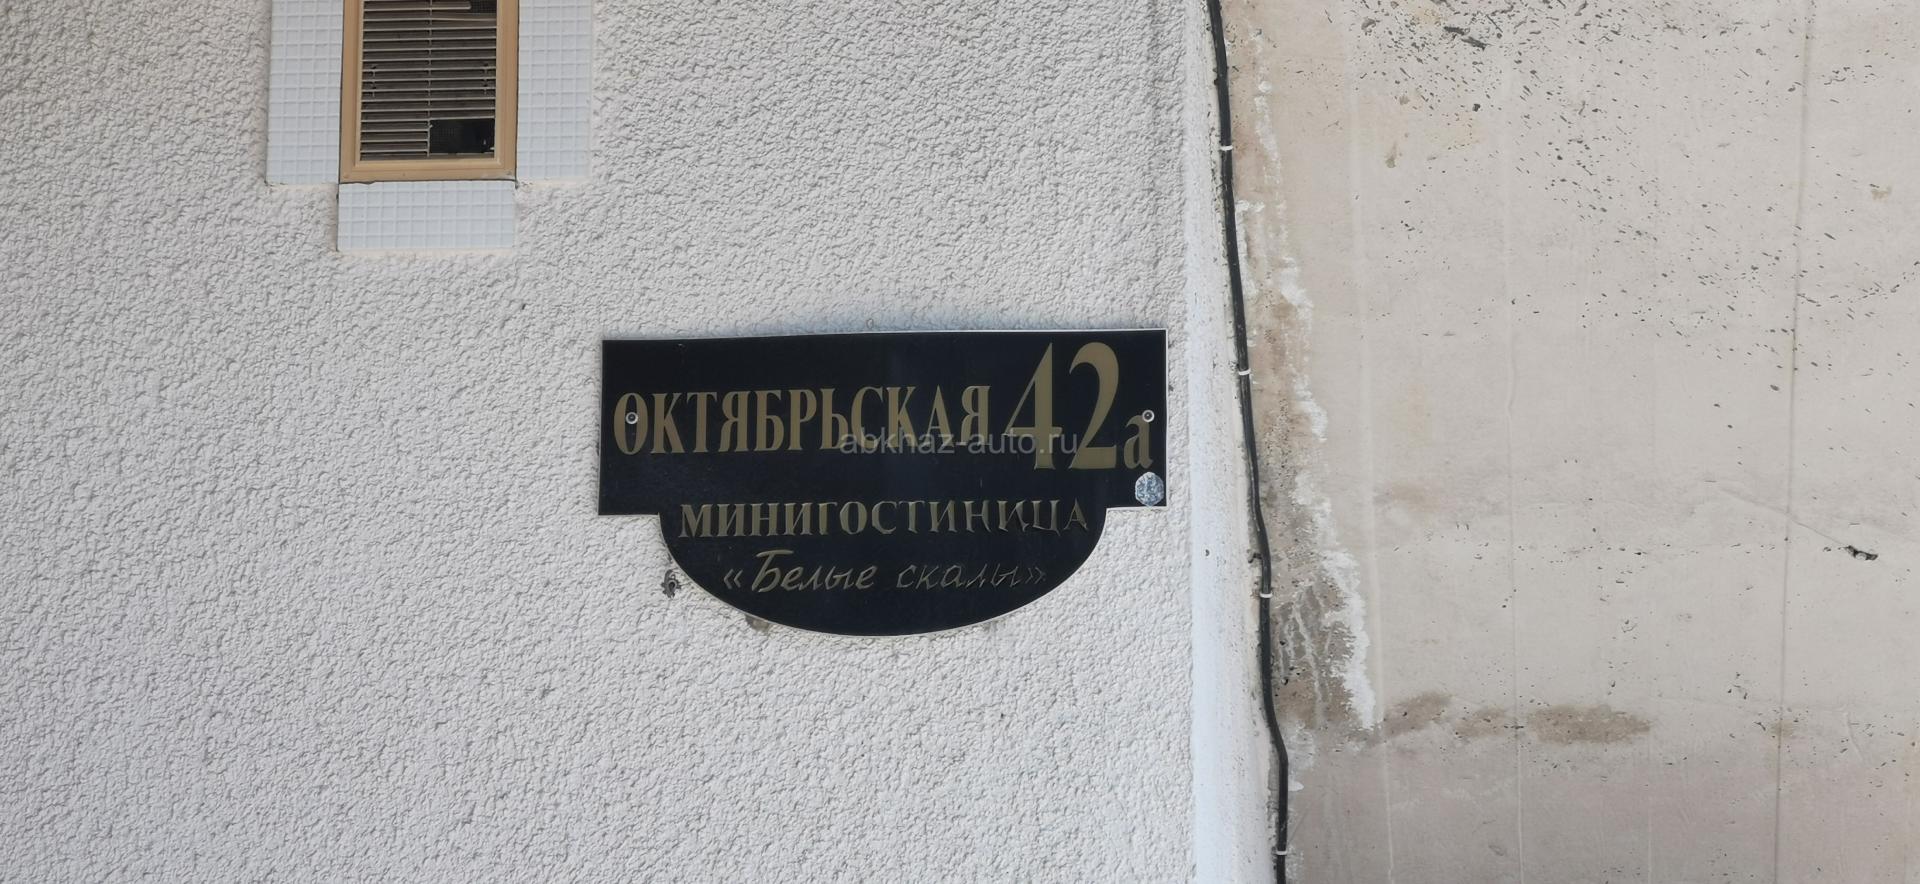 ОКТЯБРЬСКАЯ 42а
МИНИГОСТИНИЦА
«Белые скалы»
abkhaz-auto.ru